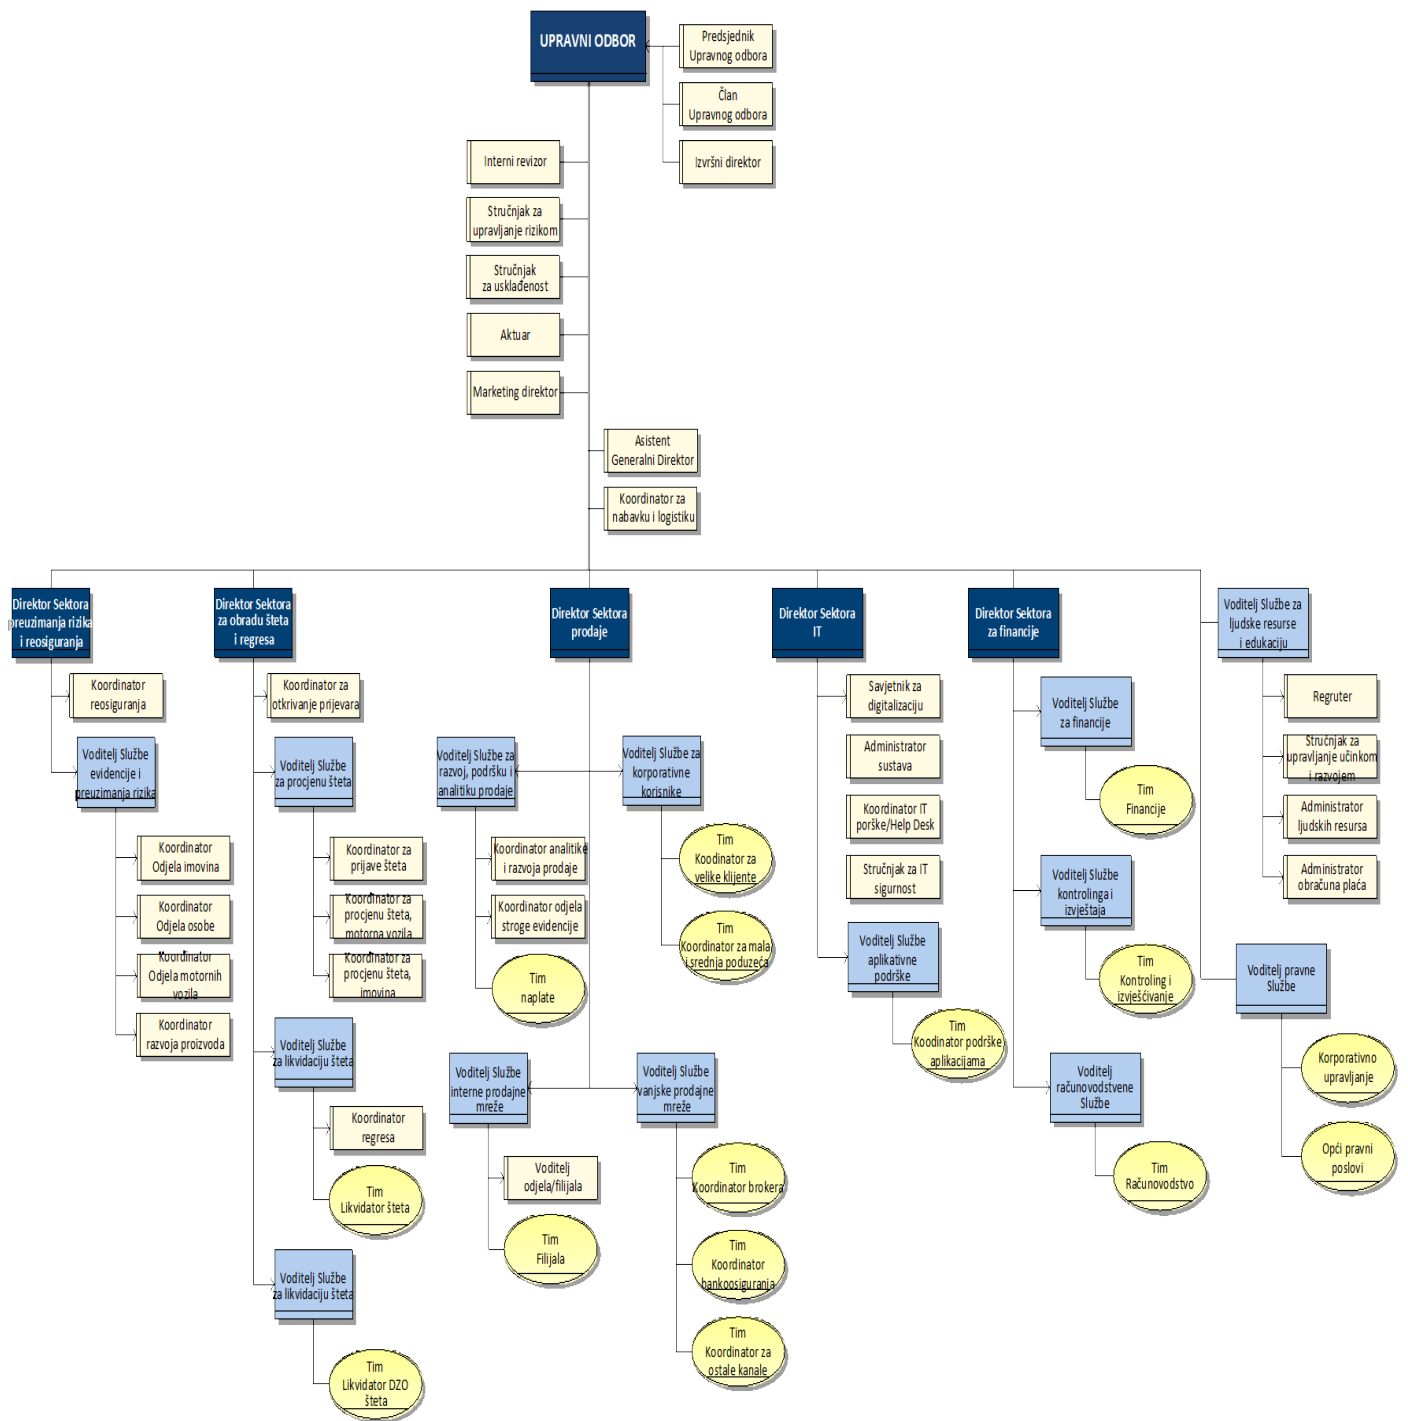 UPRAVNI ODBOR
Predsjednik
Upravnog odbora
Član
Upravnog odbora
Izvršni direktor
Interni revizor
Stručnjak za
upravljanje rizikom
Stručnjak
za usklađenost
Aktuar
Marketing direktor
Asistent
Generalni Direktor
Koordinator za
nabavku i logistiku
Direktor Sektora
preuzimanja rizika
i reosiguranja
Koordinator
reosiguranja
Voditelj Službe
evidencije i
preuzimanja rizika
Koordinator
Odjela imovina
Koordinator
Odjela osobe
Koordinator
Odjela motornih
vozila
Koordinator
razvoja proizvoda
Direktor Sektora
za obradu šteta
i regresa
Koordinator za
otkrivanje prijevara
Voditelj Službe
za procjenu šteta
Koordinator za
prijave šteta
Koordinator za
procjenu šteta,
motorna vozila
Koordinator za
procjenu šteta,
imovina
Voditelj Službe
za likvidaciju šteta
Koordinator
regresa
Tim
Likvidator šteta
Voditelj Službe
za likvidaciju šteta
Tim
Likvidator DZO
šteta
Direktor Sektora
prodaje
Voditelj Službe za
razvoj, podršku i
analitiku prodaje
Koordinator analitike
i razvoja prodaje
Koordinator odjela
stroge evidencije
Tim
naplate
Voditelj Službe za
korporativne
korisnike
Tim
Koodinator za
velike klijente
Tim
Koordinator za mala
i srednja poduzeća
Voditelj Službe
interne prodajne
mreže
Voditelj
odjela/filijala
Tim
Filijala
Voditelj Službe
vanjske prodajne
mreže
Tim
Koordinator brokera
Tim
Koordinator
bankoosiguranja
Tim
Koordinator za
ostale kanale
Direktor Sektora
IT
Savjetnik za
digitalizaciju
Administrator
sustava
Koordinator IT
porške/Help Desk
Stručnjak za IT
sigurnost
Voditelj Službe
aplikativne
podrške
Tim
Koodinator podrške
aplikacijama
Direktor Sektora
za financije
Voditelj Službe
za financije
Tim
Financije
Voditelj Službe
kontrolinga i
izvještaja
Tim
Kontroling i
izvješćivanje
Voditelj
računovodstvene
Službe
Tim
Računovodstvo
Voditelj Službe za
ljudske resurse
i edukaciju
Regruter
Stručnjak za
upravljanje učinkom
i razvojem
Administrator
ljudskih resursa
Administrator
obračuna plaća
Voditelj pravne
Službe
Korporativno
upravljanje
Opći pravni
poslovi